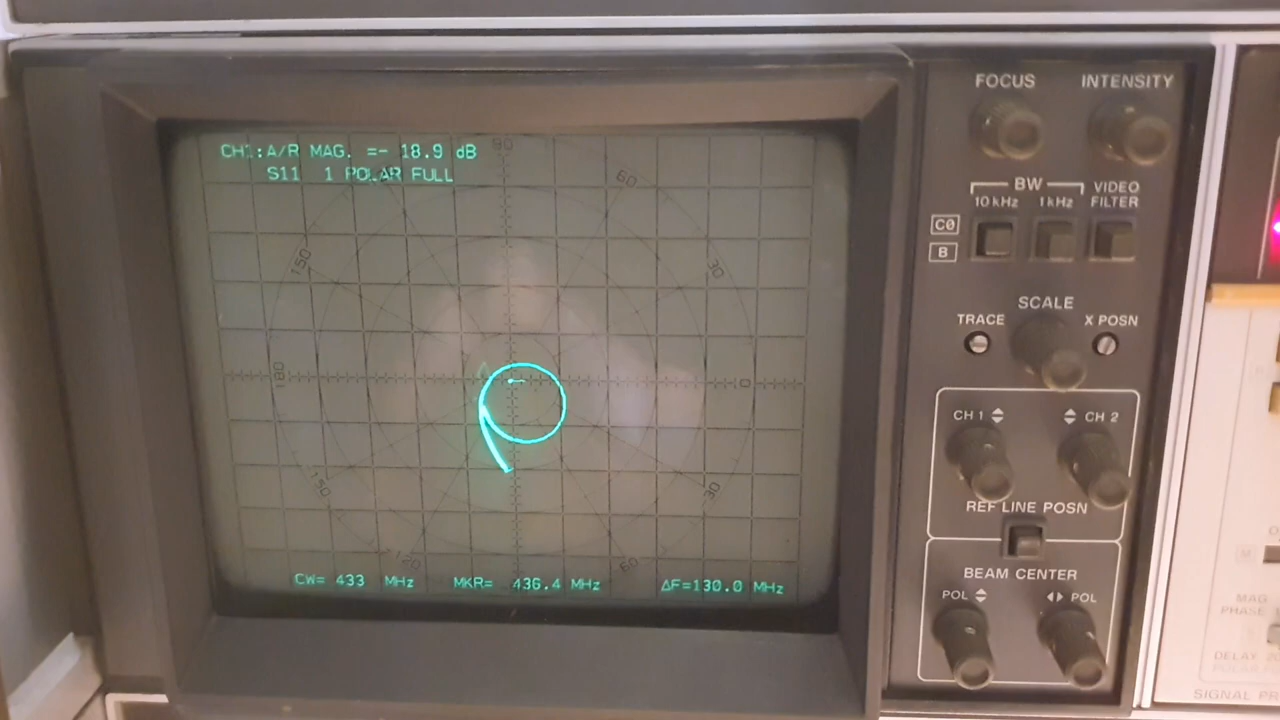 CH1:A/R MAG. =- 18.9 dB
S11 1 POLAR FULL
90
60
150
30
180
0
150
30
120
60
CW= 433 MHz MKR= 436.4 MHz ΔF=130.0 MHz
FOCUS INTENSITY
BW
10 kHz 1 kHz
VIDEO
FILTER
B
SCALE
TRACE X POSN
CH 1 CH 2
REF LINE POSN
BEAM CENTER
POL POL
M
MAG
PHASE
DELAY
SIGNAL PR